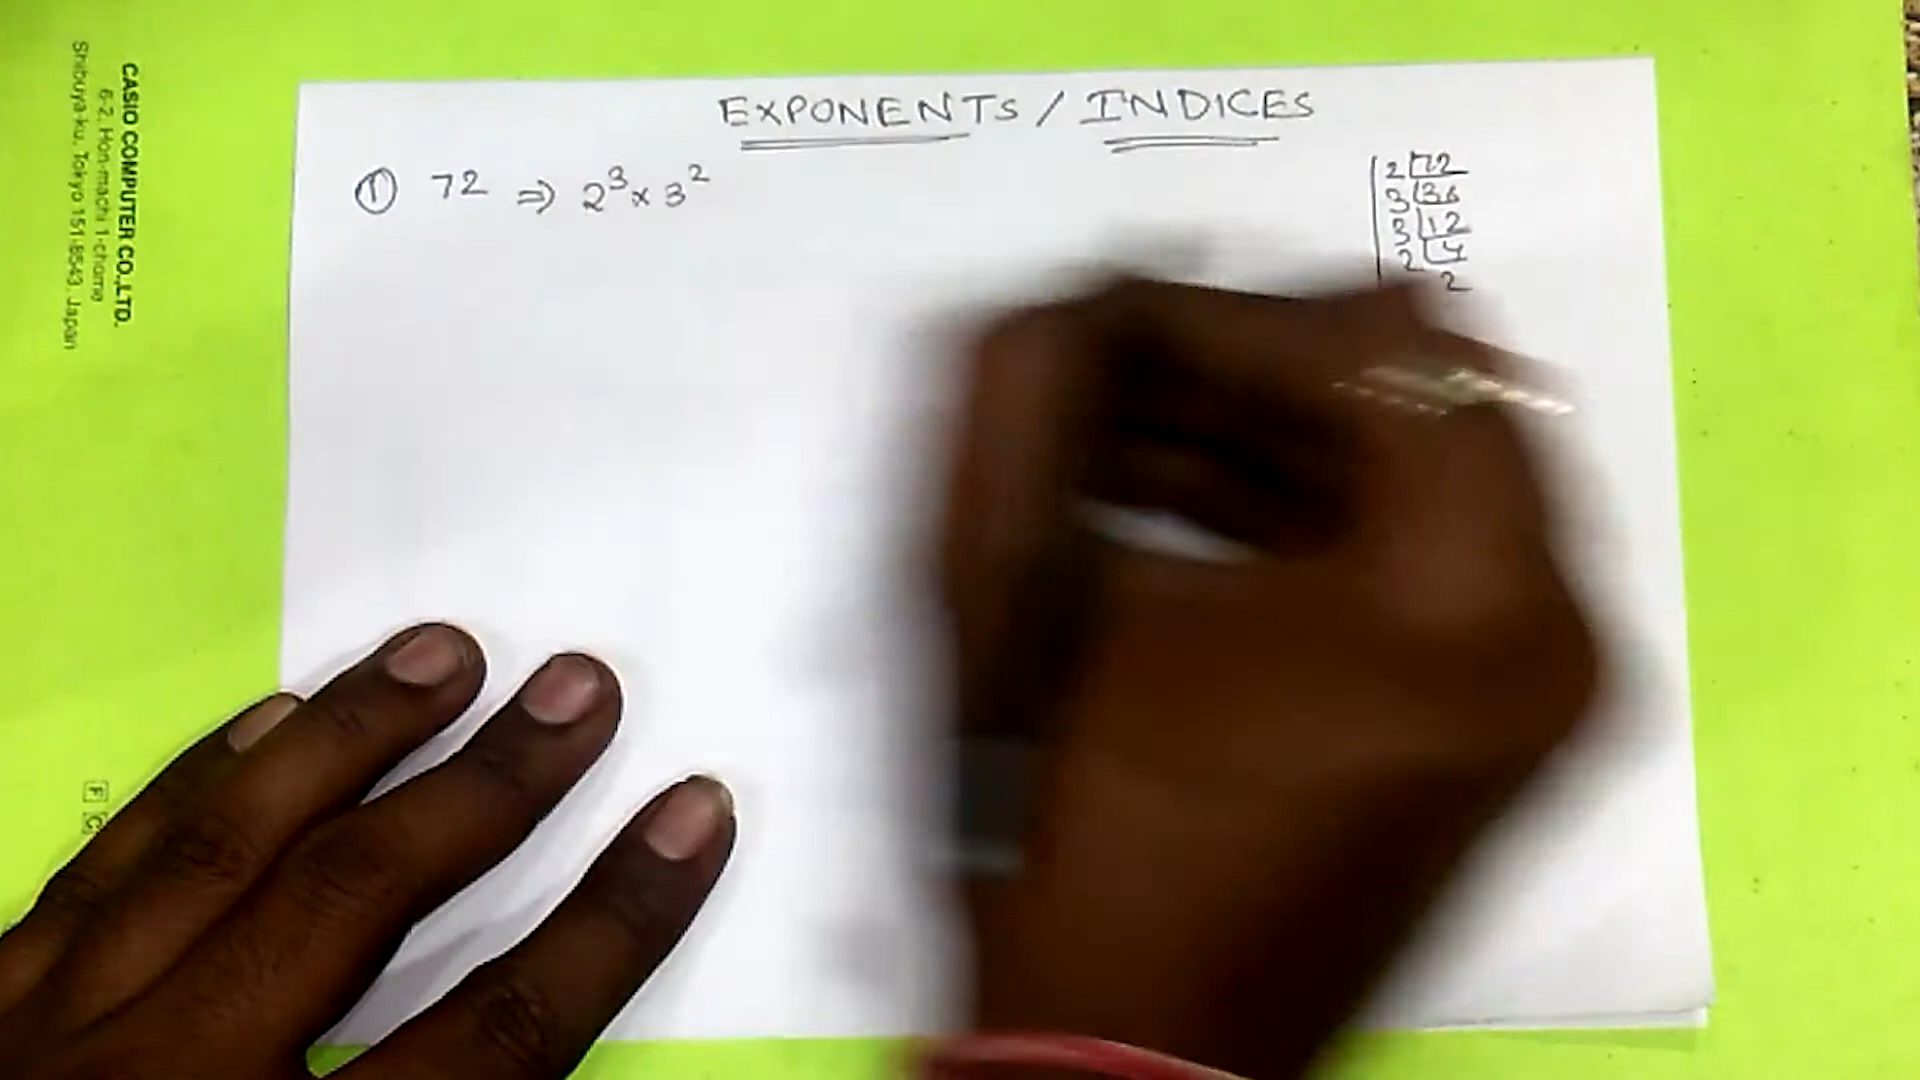 EXPONENTS / INDICES
① 72 ⇒ 2³ × 3²
2 72
3 36
3 12
2 4
2
CASIO COMPUTER CO.,LTD.
6-2, Hon-machi 1-chome
Shibuya-ku, Tokyo 151-8543, Japan
F C